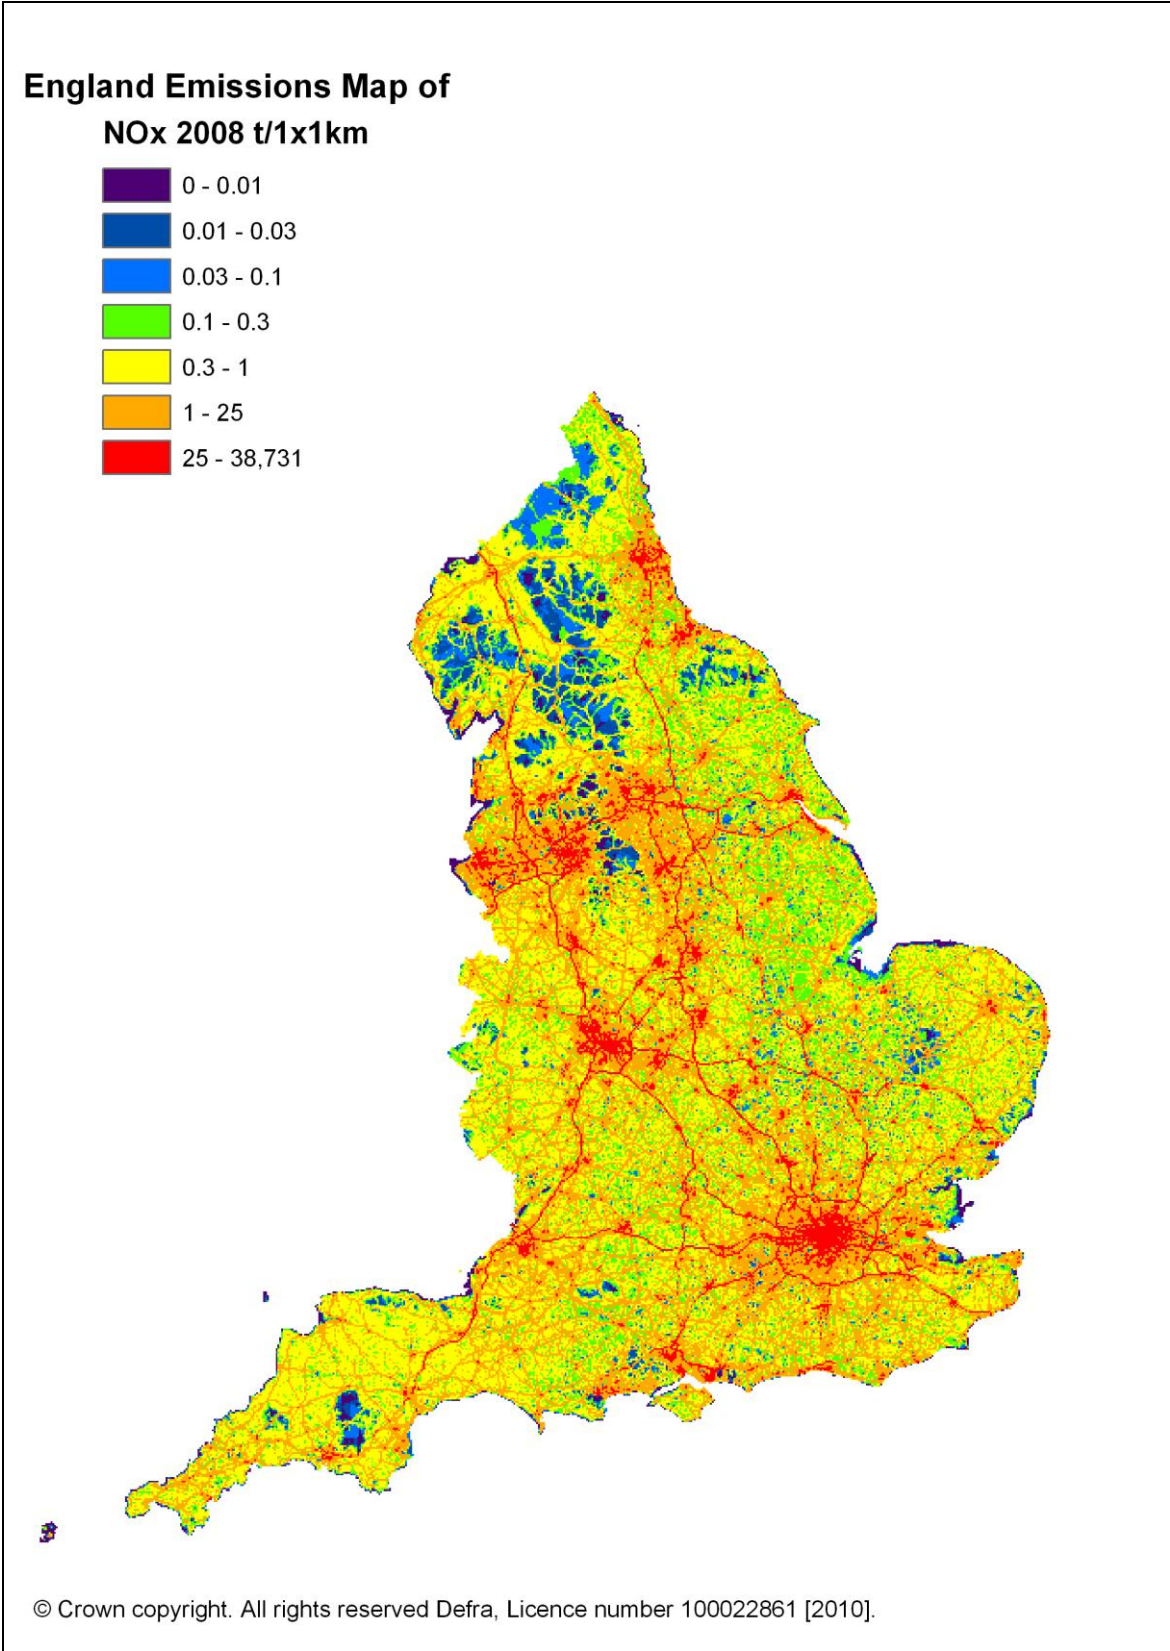 England Emissions Map of
NOx 2008 t/1x1km
0 - 0.01
0.01 - 0.03
0.03 - 0.1
0.1 - 0.3
0.3 - 1
1 - 25
25 - 38,731
© Crown copyright. All rights reserved Defra, Licence number 100022861 [2010].